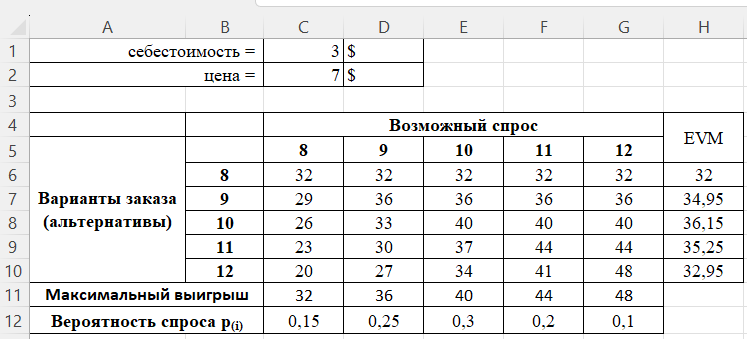 A B C D E F G H
1 себестоимость = 3 $
2 цена = 7 $
3
4 Возможный спрос EVM
5 8 9 10 11 12
6 8 32 32 32 32 32 32
7 Варианты заказа 9 29 36 36 36 36 34,95
8 (альтернативы) 10 26 33 40 40 40 36,15
9 11 23 30 37 44 44 35,25
10 12 20 27 34 41 48 32,95
11 Максимальный выигрыш 32 36 40 44 48
12 Вероятность спроса p(i) 0,15 0,25 0,3 0,2 0,1